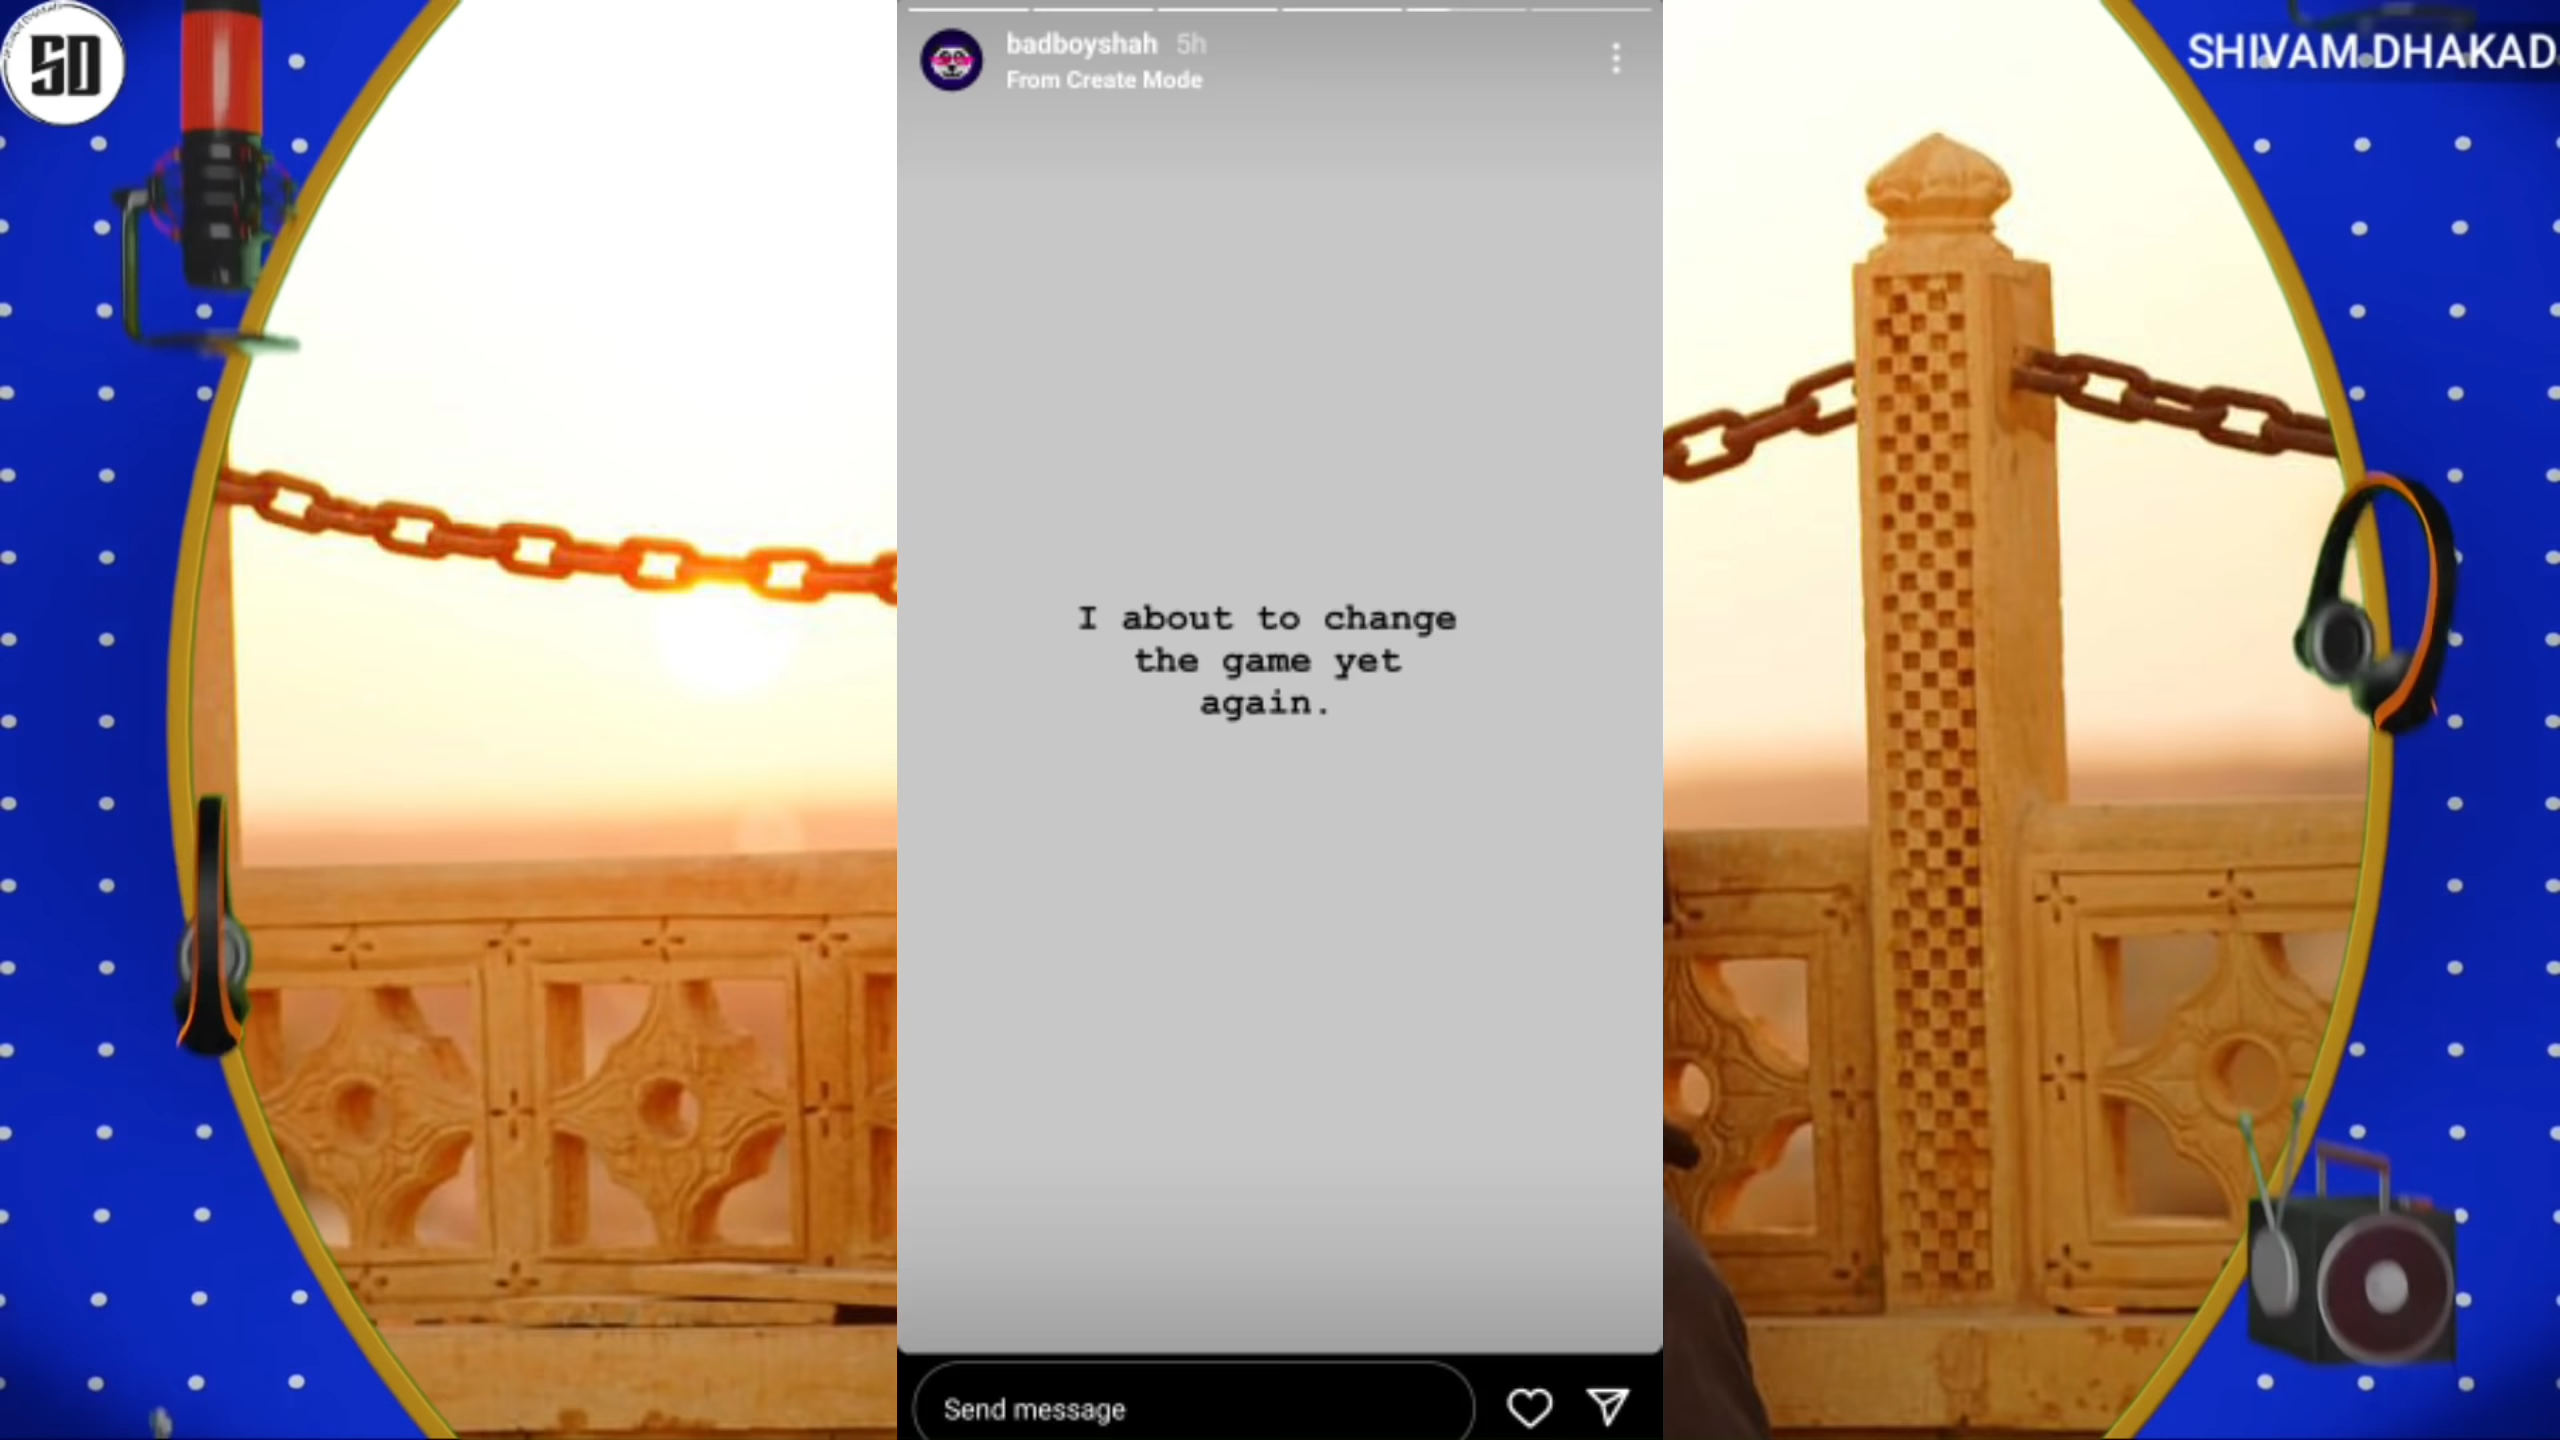 SD
SHIVAM DHAKAD
badboyshah 5h
From Create Mode
I about to change
the game yet
again.
Send message